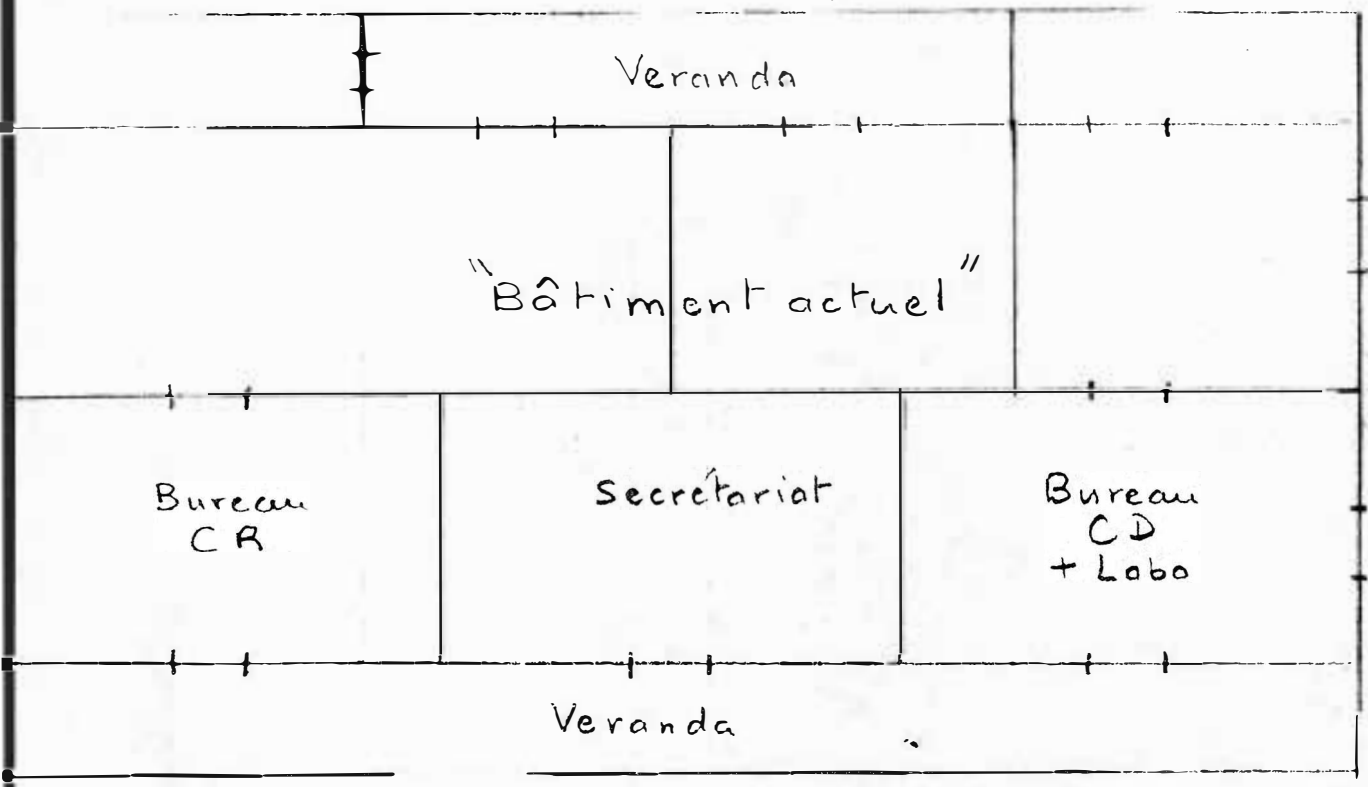 Veranda
"Bâtiment actuel"
Bureau
CR
Secrétariat
Bureau
CD
+ Labo
Veranda